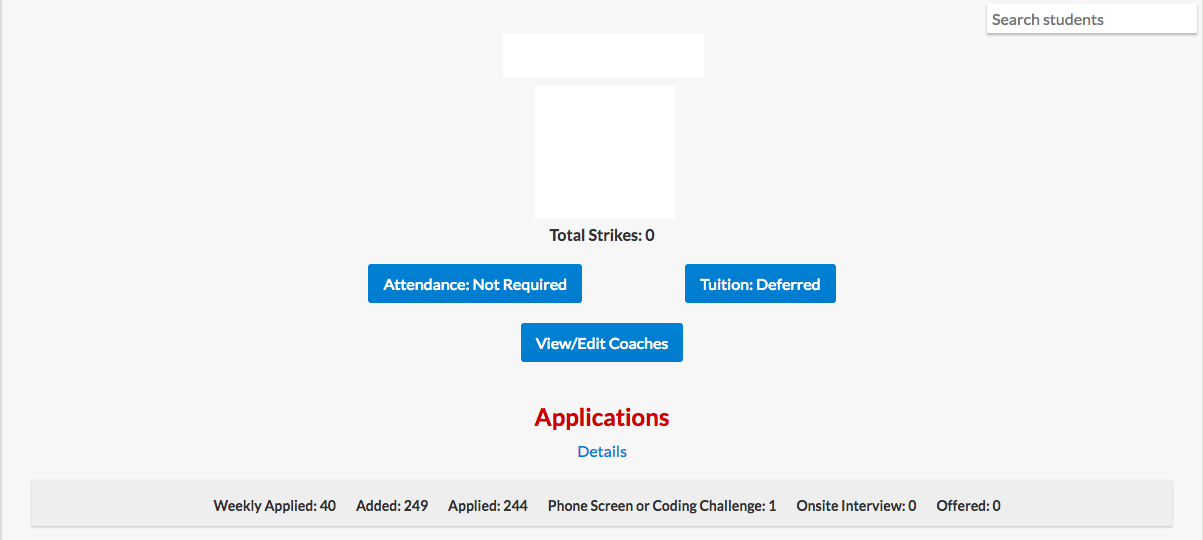 Search students
Total Strikes: 0
Attendance: Not Required
Tuition: Deferred
View/Edit Coaches
Applications
Details
Weekly Applied: 40 Added: 249 Applied: 244 Phone Screen or Coding Challenge: 1 Onsite Interview: 0 Offered: 0